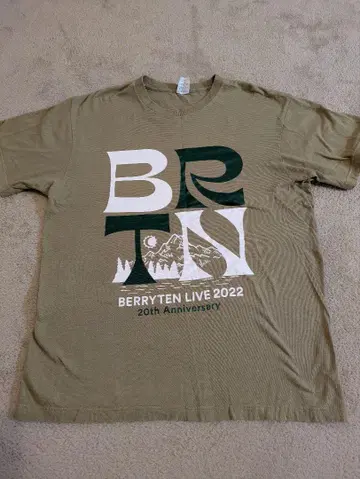 BR
TN
BERRYTEN LIVE 2022
20th Anniversary